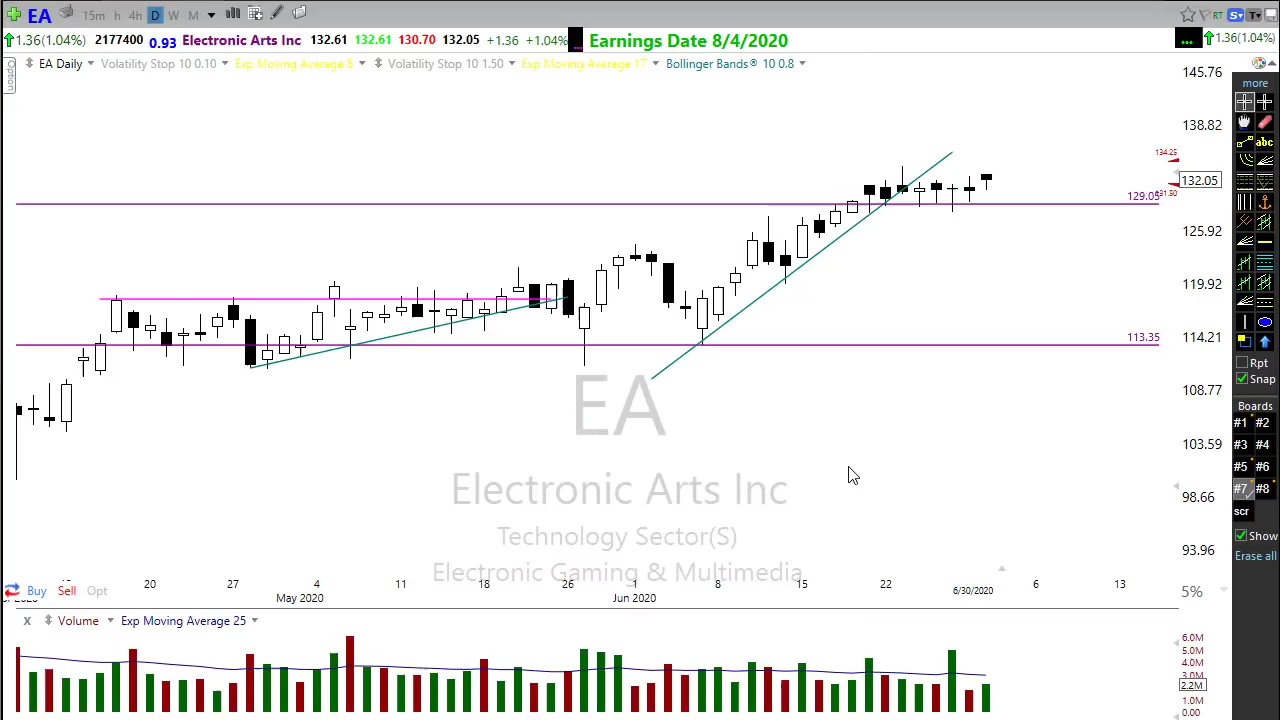 EA 15m h 4h D W M RT S T
1.36(1.04%) 2177400 0.93 Electronic Arts Inc 132.61 132.61 130.70 132.05 +1.36 +1.04% ... Earnings Date 8/4/2020 ... 1.36(1.04%)
Option
EA Daily Volatility Stop 10 0.10 Exp Moving Average 8 Volatility Stop 10 1.50 Exp Moving Average 17 Bollinger Bands® 10 0.8
145.76
138.82
134.25
132.05
131.50
129.05
125.92
119.92
114.21
113.35
108.77
103.59
98.66
93.96
5%
EA
Electronic Arts Inc
Technology Sector(S)
Electronic Gaming & Multimedia
20 27 4 11 18 26 1 8 15 22 6/30/2020 6 13
May 2020 Jun 2020
Buy Sell Opt
x Volume Exp Moving Average 25
6.0M
5.0M
4.0M
3.0M
2.2M
1.0M
0.00
more
abc
Rpt
Snap
Boards
#1 #2
#3 #4
#5 #6
#7 #8
scr
Show
Erase all